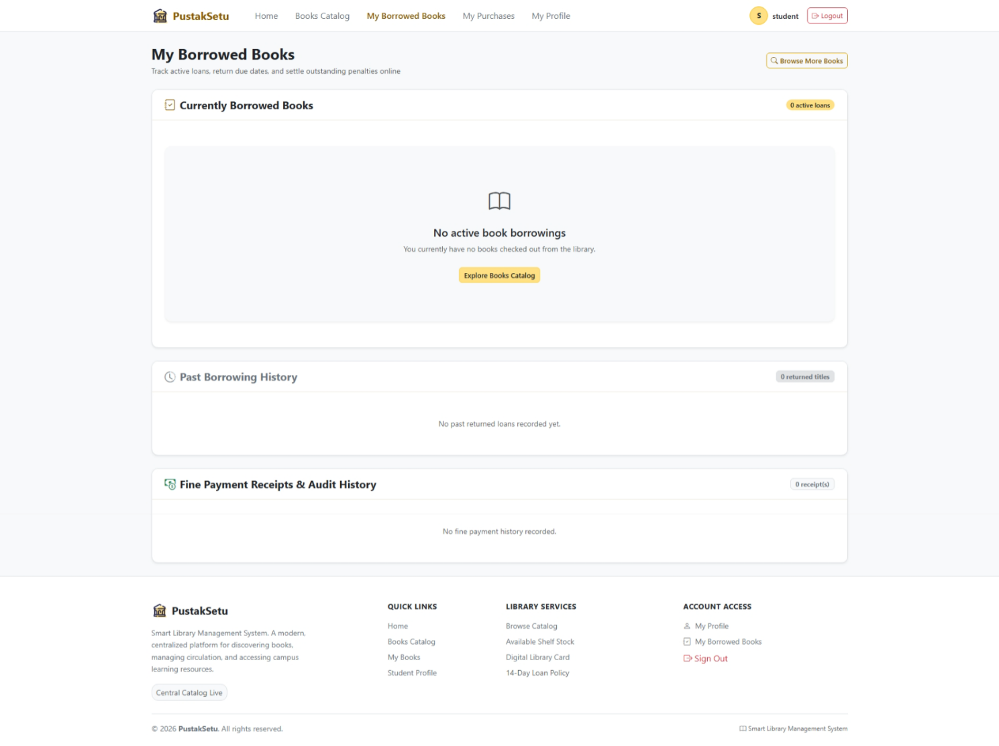 PustakSetu
Home
Books Catalog
My Borrowed Books
My Purchases
My Profile
S
student
Logout
My Borrowed Books
Track active loans, return due dates, and settle outstanding penalties online
Browse More Books
Currently Borrowed Books
0 active loans
No active book borrowings
You currently have no books checked out from the library.
Explore Books Catalog
Past Borrowing History
0 returned titles
No past returned loans recorded yet.
Fine Payment Receipts & Audit History
0 receipt(s)
No fine payment history recorded.
PustakSetu
Smart Library Management System. A modern,
centralized platform for discovering books,
managing circulation, and accessing campus
learning resources.
Central Catalog Live
QUICK LINKS
Home
Books Catalog
My Books
Student Profile
LIBRARY SERVICES
Browse Catalog
Available Shelf Stock
Digital Library Card
14-Day Loan Policy
ACCOUNT ACCESS
My Profile
My Borrowed Books
Sign Out
© 2026 PustakSetu. All rights reserved.
Smart Library Management System